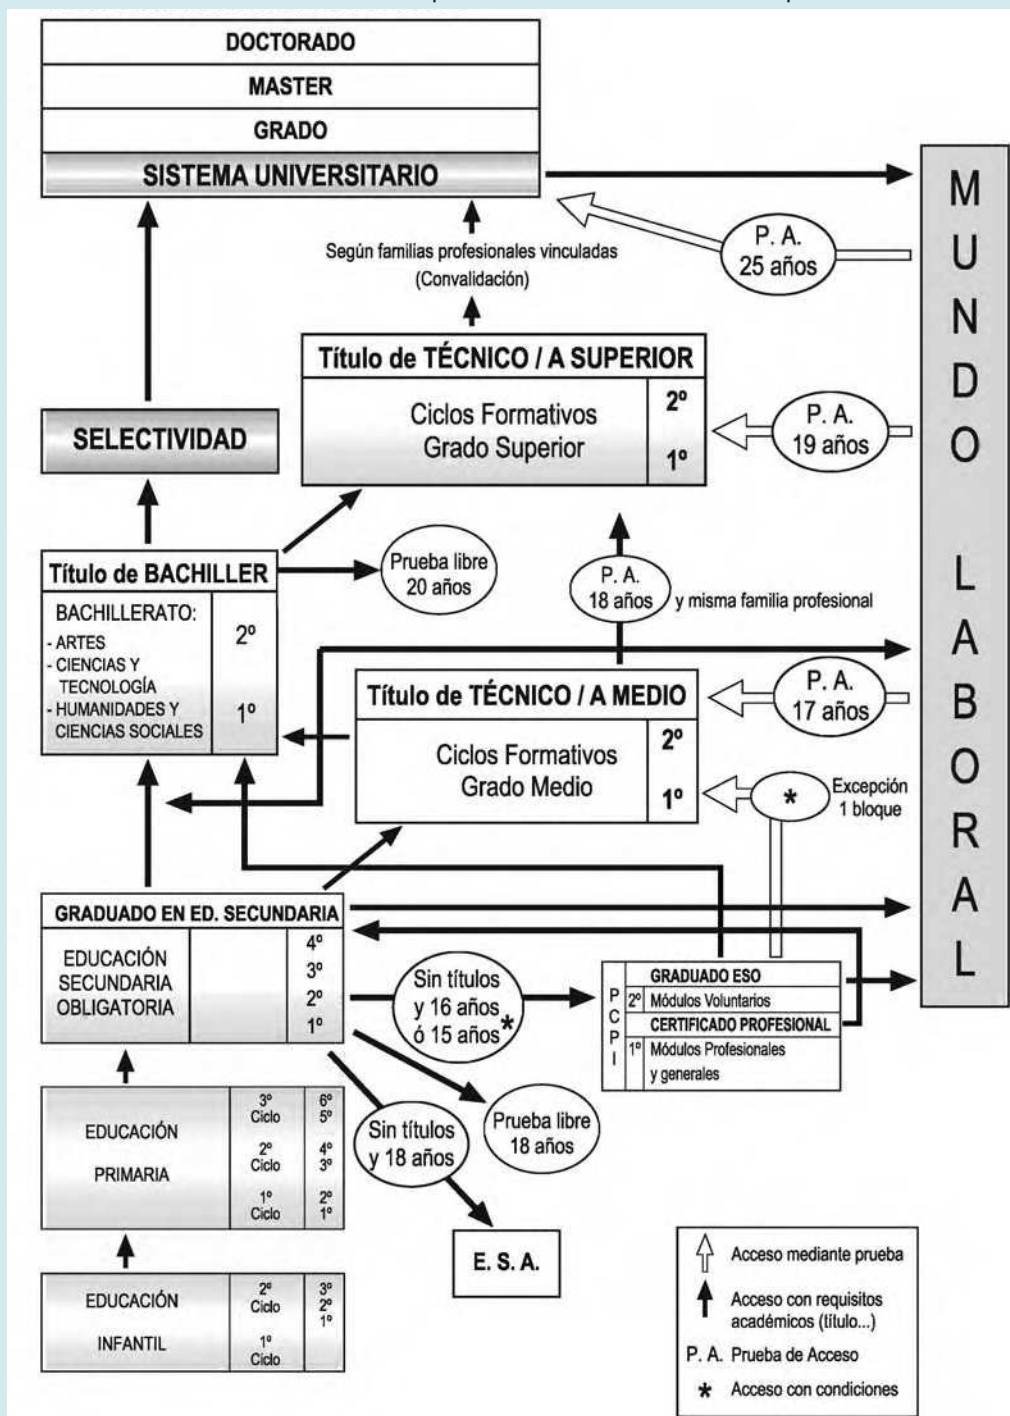 DOCTORADO
MASTER
GRADO
SISTEMA UNIVERSITARIO
Según familias profesionales vinculadas
(Convalidación)
P. A.
25 años
Título de TÉCNICO / A SUPERIOR
Ciclos Formativos
Grado Superior
2º
1º
P. A.
19 años
SELECTIVIDAD
Título de BACHILLER
BACHILLERATO:
- ARTES
- CIENCIAS Y
TECNOLOGÍA
- HUMANIDADES Y
CIENCIAS SOCIALES
2º
1º
Prueba libre
20 años
P. A.
18 años
y misma familia profesional
Título de TÉCNICO / A MEDIO
Ciclos Formativos
Grado Medio
2º
1º
P. A.
17 años
*
Excepción
1 bloque
MUNDO LABORAL
GRADUADO EN ED. SECUNDARIA
EDUCACIÓN
SECUNDARIA
OBLIGATORIA
4º
3º
2º
1º
Sin títulos
y 16 años
ó 15 años*
PCPI
GRADUADO ESO
2º Módulos Voluntarios
CERTIFICADO PROFESIONAL
1º Módulos Profesionales
y generales
Prueba libre
18 años
Sin títulos
y 18 años
E. S. A.
EDUCACIÓN
PRIMARIA
3º
Ciclo
6º
5º
2º
Ciclo
4º
3º
1º
Ciclo
2º
1º
EDUCACIÓN
INFANTIL
2º
Ciclo
3º
2º
1º
1º
Ciclo
Acceso mediante prueba
Acceso con requisitos
académicos (título...)
P. A. Prueba de Acceso
* Acceso con condiciones